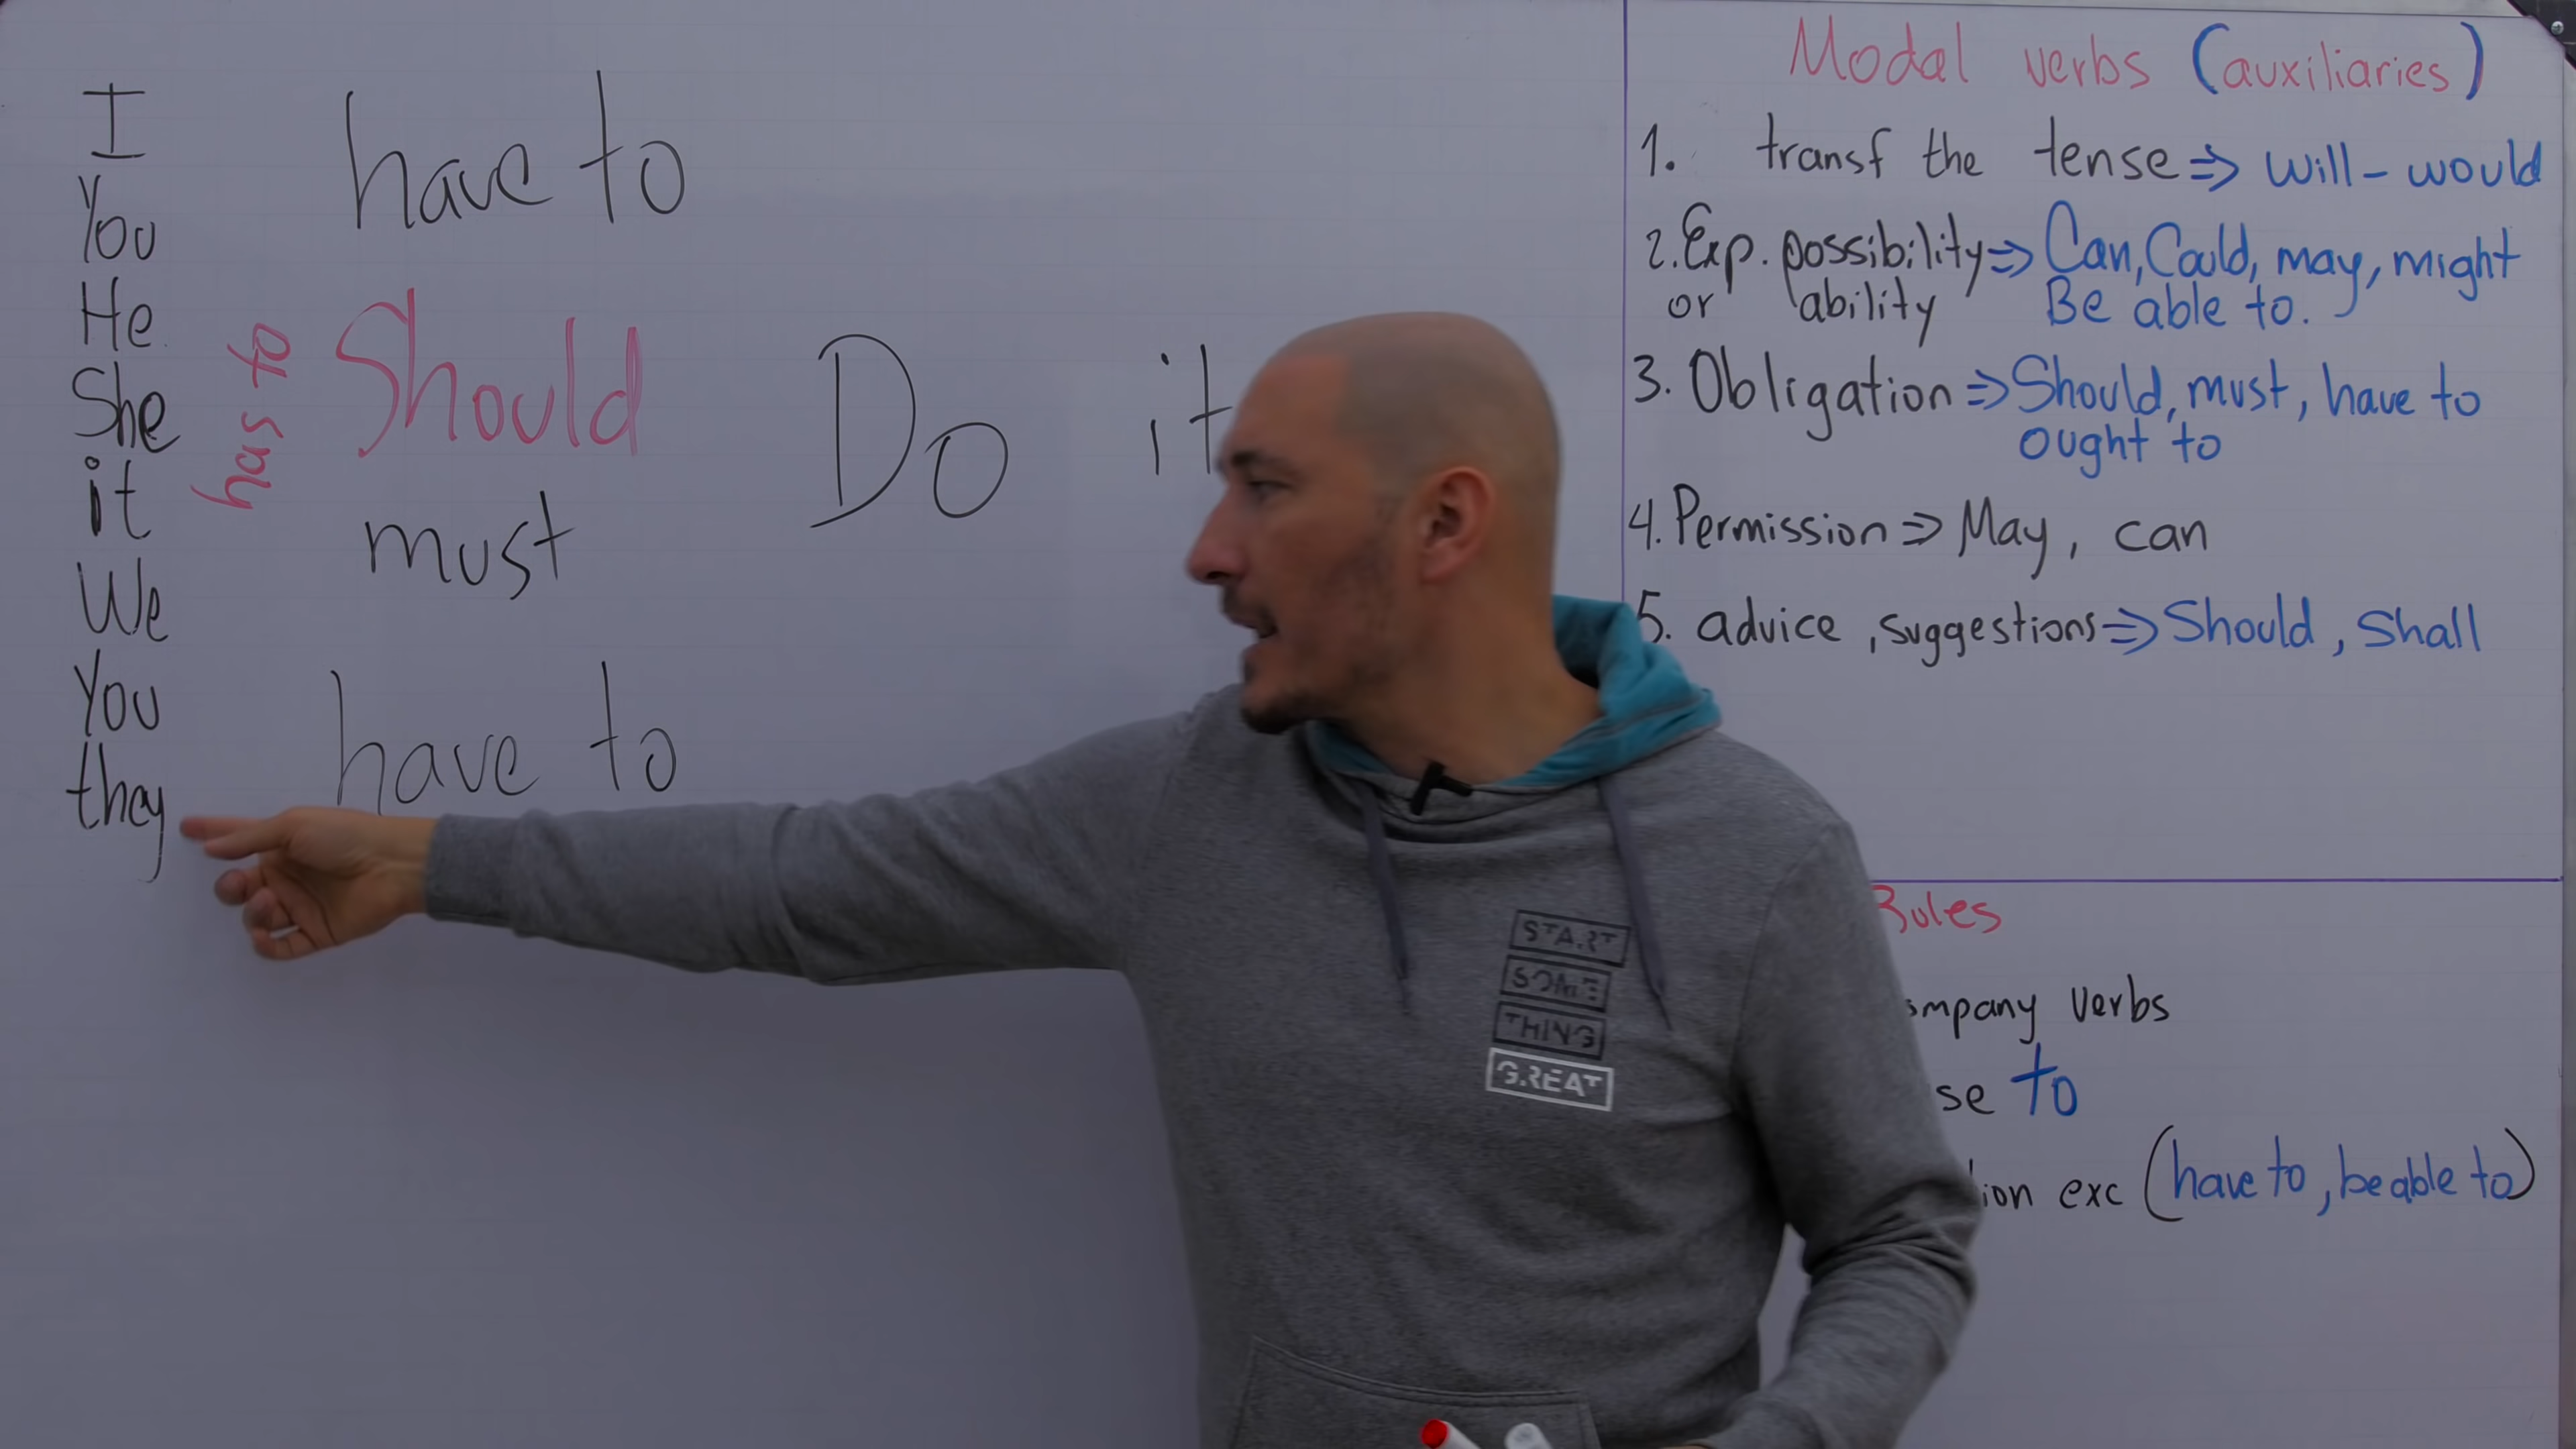 I
You
He
She
it
We
You
they
has to
have to
Should
must
have to
Do it
Modal verbs (auxiliaries)
1. transf the tense ⇒ will - would
2. Exp. possibility ⇒ Can, Could, may, might
or ability Be able to.
3. Obligation ⇒ Should, must, have to
ought to
4. Permission ⇒ May, can
5. advice, suggestions ⇒ Should, Shall
Rules
ompany verbs
se to
ion exc (have to, be able to)
START
SOME
THING
GREAT